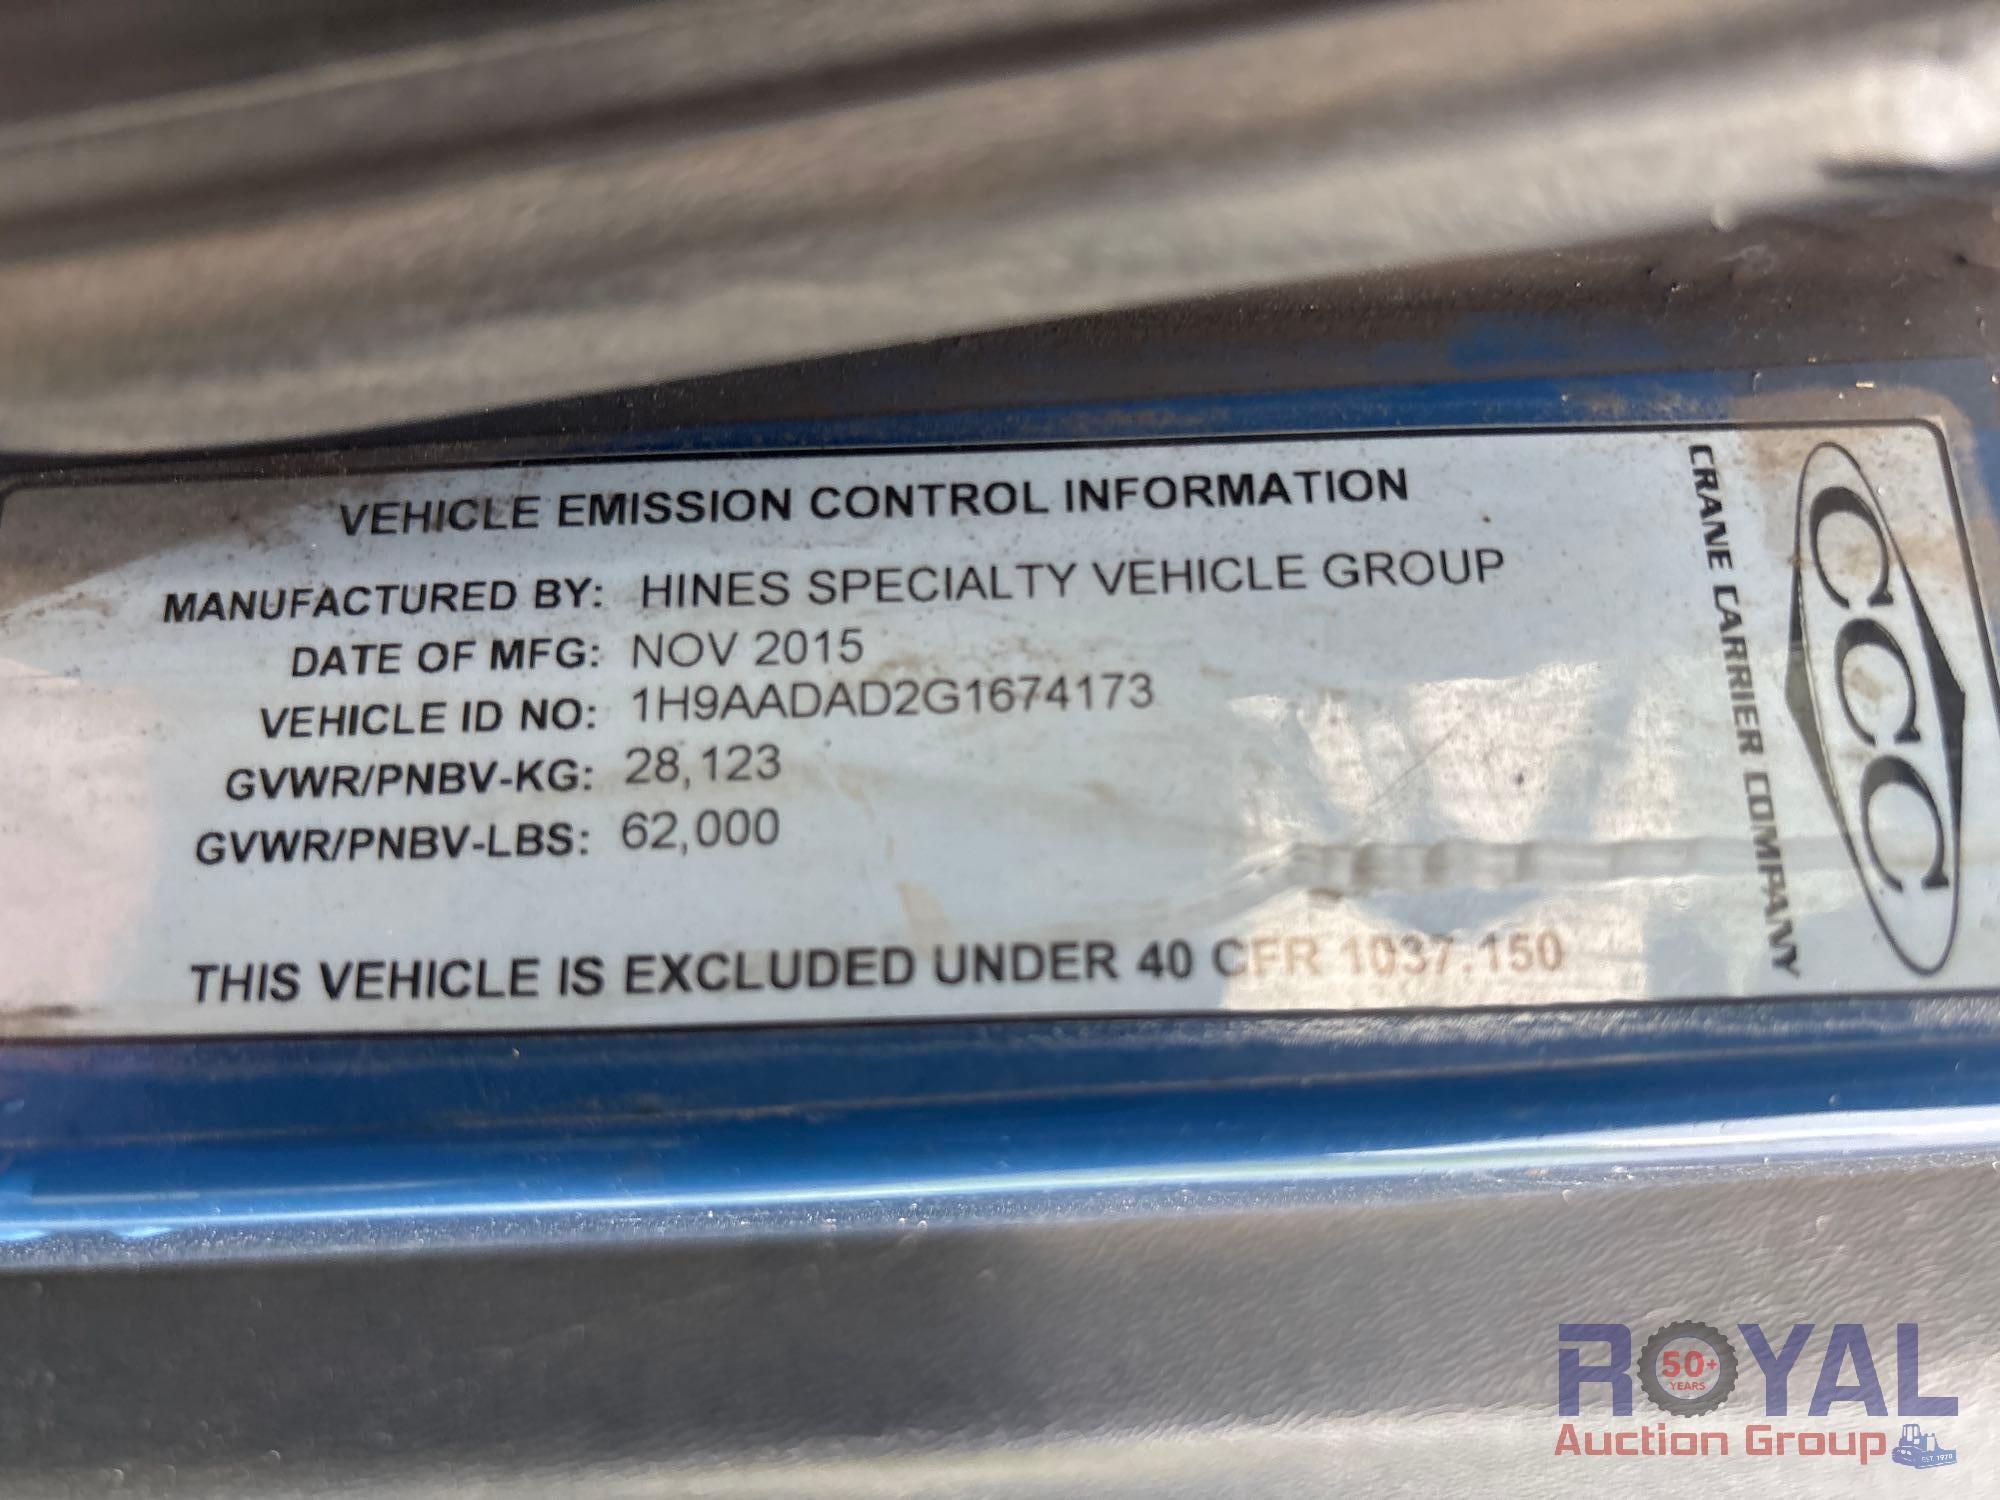 VEHICLE EMISSION CONTROL INFORMATION
MANUFACTURED BY: HINES SPECIALTY VEHICLE GROUP
DATE OF MFG: NOV 2015
VEHICLE ID NO: 1H9AADAD2G1674173
GVWR/PNBV-KG: 28,123
GVWR/PNBV-LBS: 62,000
THIS VEHICLE IS EXCLUDED UNDER 40 CFR 1037.150
CRANE CARRIER COMPANY
CCC
ROYAL
50+
YEARS
Auction Group
EST. 1970